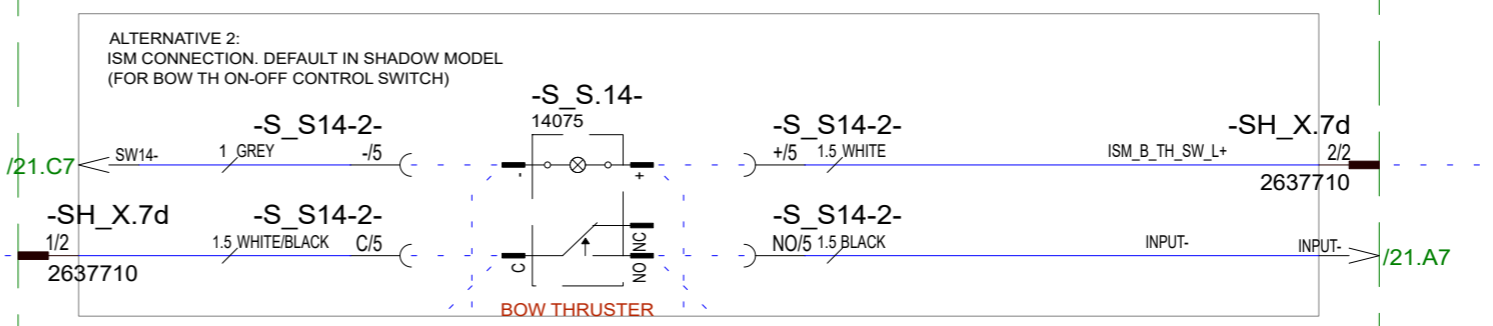 ALTERNATIVE 2:
ISM CONNECTION. DEFAULT IN SHADOW MODEL
(FOR BOW TH ON-OFF CONTROL SWITCH)
-S_S.14-
14075
-S_S14-2-
-S_S14-2-
-SH_X.7d
/21.C7
SW14-
1 GREY
-/5
-
+
+/5
1.5 WHITE
ISM_B_TH_SW_L+
2/2
2637710
-SH_X.7d
-S_S14-2-
-S_S14-2-
1/2
1.5 WHITE/BLACK
C/5
C
NO
NC
NO/5
1.5 BLACK
INPUT-
INPUT-
/21.A7
2637710
BOW THRUSTER